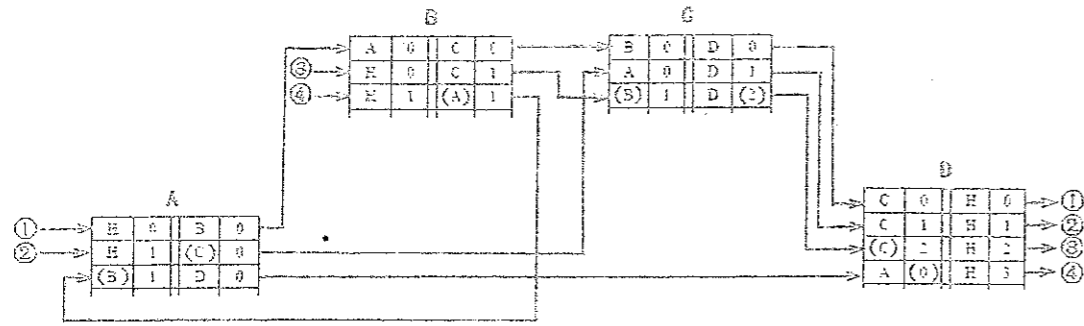 B
C
A 0 C 0
③ H 0 C 1
④ H 1 (A) 1
B 0 D 0
A 0 D 1
(B) 1 D (2)
A
① H 0 B 0
② H 1 (C) 0
(B) 1 D 0
D
C 0 H 0 ①
C 1 H 1 ②
(C) 2 H 2 ③
A (0) H 3 ④